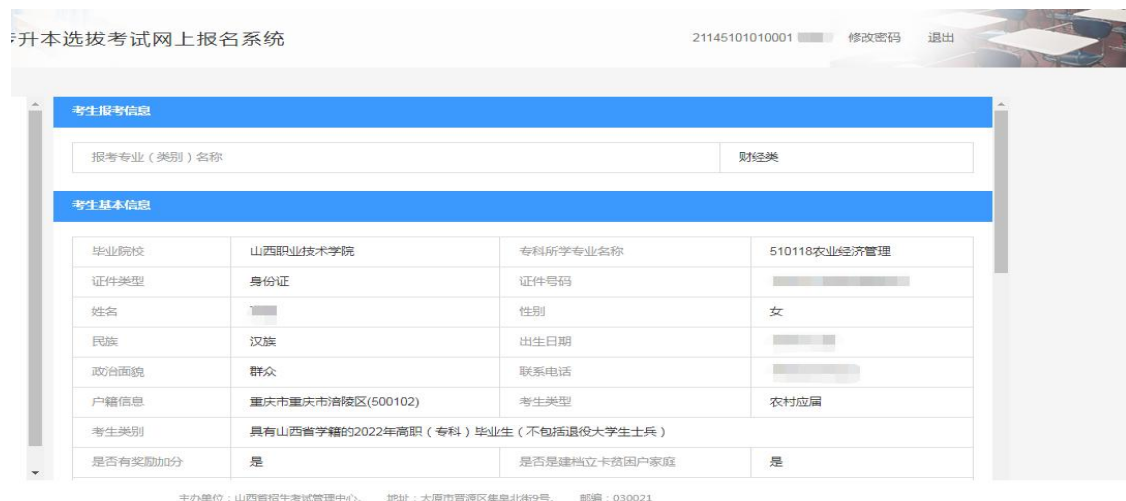 升本选拔考试网上报名系统
21145101010001 修改密码 退出
考生报考信息
报考专业（类别）名称 财经类
考生基本信息
毕业院校 山西职业技术学院 专科所学专业名称 510118农业经济管理
证件类型 身份证 证件号码
姓名 性别 女
民族 汉族 出生日期
政治面貌 群众 联系电话
户籍信息 重庆市重庆市涪陵区(500102) 考生类型 农村应届
考生类别 具有山西省学籍的2022年高职（专科）毕业生（不包括退役大学生士兵）
是否有奖励加分 是 是否是建档立卡贫困户家庭 是
主办单位：山西省招生考试管理中心。 地址：太原市晋源区集阜北街9号。 邮编：030021